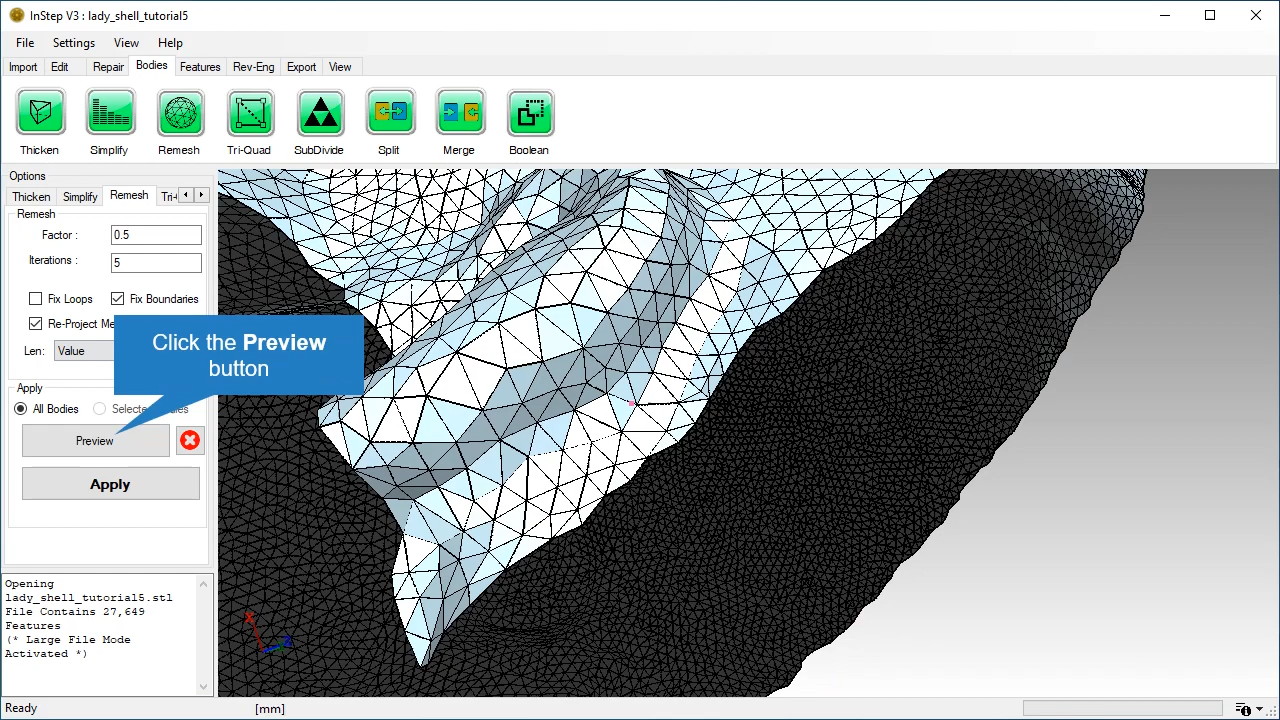 InStep V3 : lady_shell_tutorial5
File Settings View Help
Import Edit Repair Bodies Features Rev-Eng Export View
Thicken Simplify Remesh Tri-Quad SubDivide Split Merge Boolean
Options
Thicken Simplify Remesh Tri-
Remesh
Factor : 0.5
Iterations : 5
Fix Loops Fix Boundaries
Re-Project Me
Click the Preview
button
Len: Value
Apply
All Bodies
Preview
Apply
Opening
lady_shell_tutorial5.stl
File Contains 27,649
Features
(* Large File Mode
Activated *)
X
Z
Ready [mm]